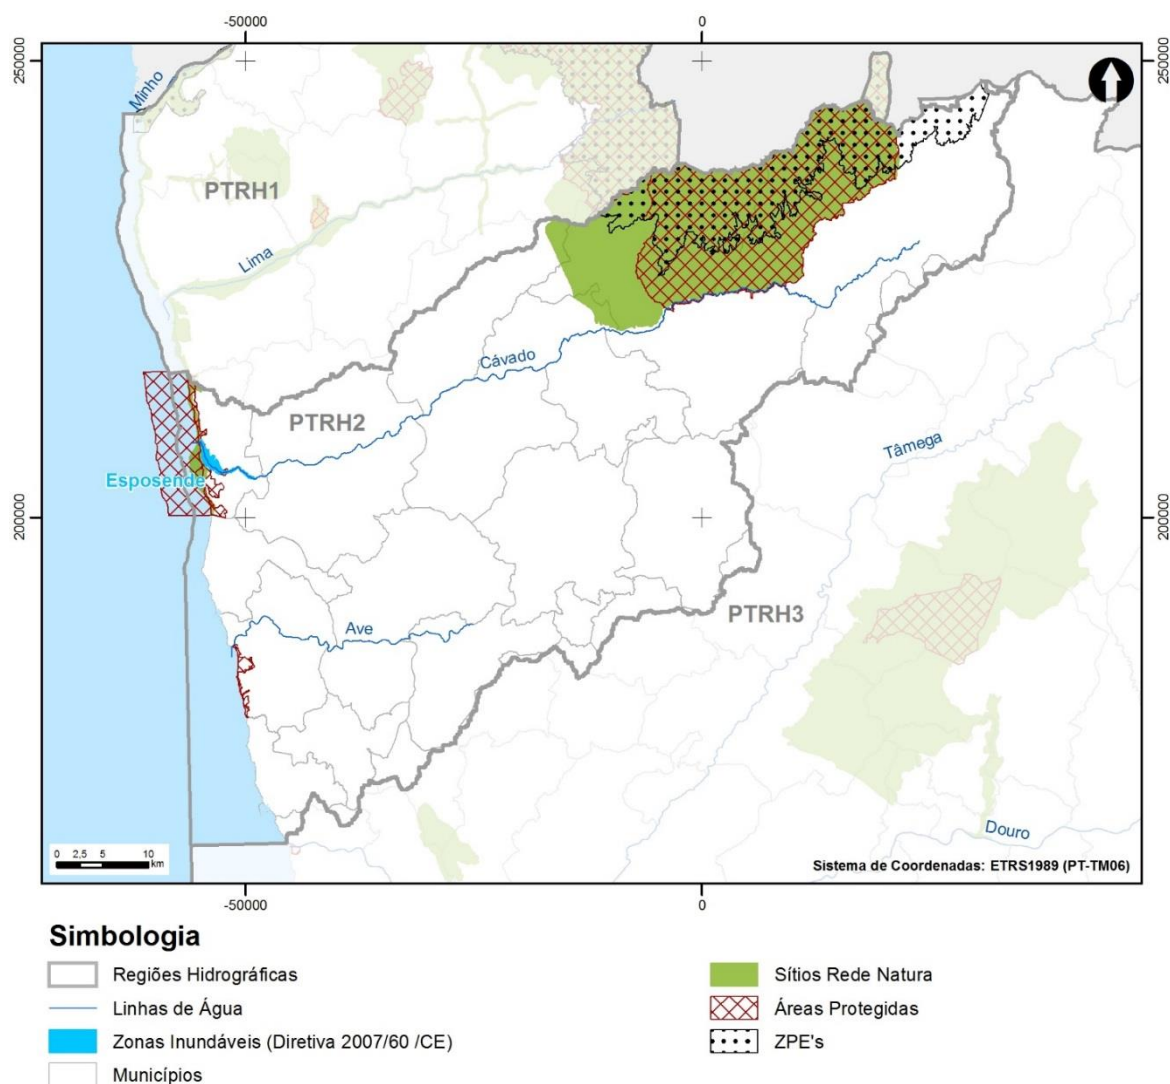 -50000
0
250000
250000
Minho
PTRH1
Lima
Cávado
PTRH2
Tâmega
Esposende
200000
200000
PTRH3
Ave
Douro
0 2,5 5 10
km
Sistema de Coordenadas: ETRS1989 (PT-TM06)
-50000
0
Simbologia
Regiões Hidrográficas
Linhas de Água
Zonas Inundáveis (Diretiva 2007/60 /CE)
Municípios
Sítios Rede Natura
Áreas Protegidas
ZPE's